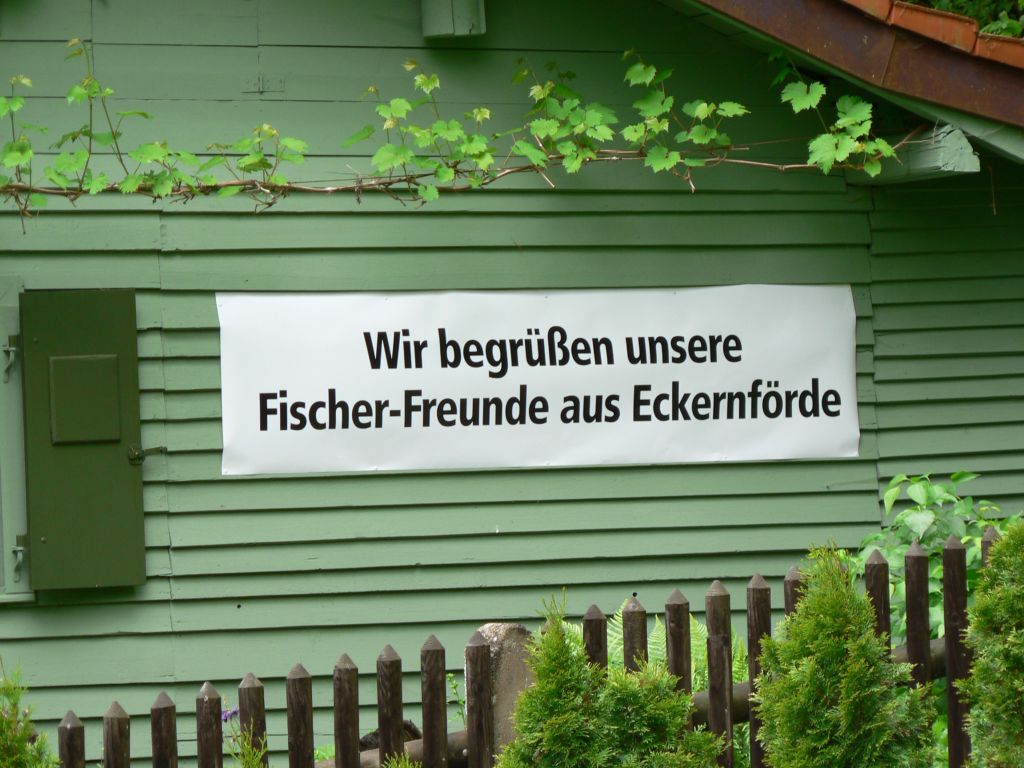 Wir begrüßen unsere
Fischer-Freunde aus Eckernförde